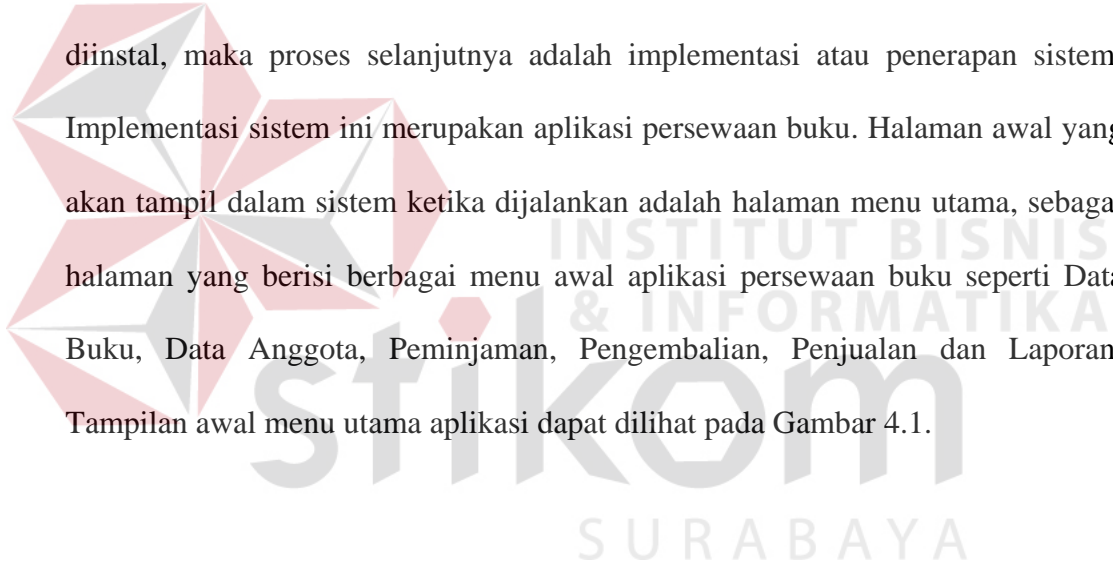 diinstal, maka proses selanjutnya adalah implementasi atau penerapan sistem
Implementasi sistem ini merupakan aplikasi persewaan buku. Halaman awal yang
akan tampil dalam sistem ketika dijalankan adalah halaman menu utama, sebagai
halaman yang berisi berbagai menu awal aplikasi persewaan buku seperti Data
Buku, Data Anggota, Peminjaman, Pengembalian, Penjualan dan Laporan
Tampilan awal menu utama aplikasi dapat dilihat pada Gambar 4.1.
INSTITUT BISNIS
& INFORMATIKA
stikom
SURABAYA